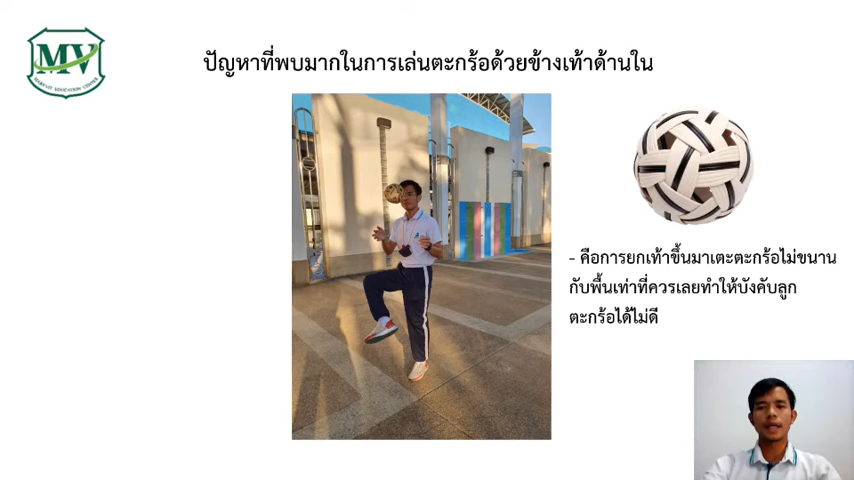 MV
MARYVIT EDUCATION CENTER
ปัญหาที่พบมากในการเล่นตะกร้อด้วยข้างเท้าด้านใน
- คือการยกเท้าขึ้นมาเตะตะกร้อไม่ขนาน
กับพื้นเท่าที่ควรเลยทำให้บังคับลูก
ตะกร้อได้ไม่ดี